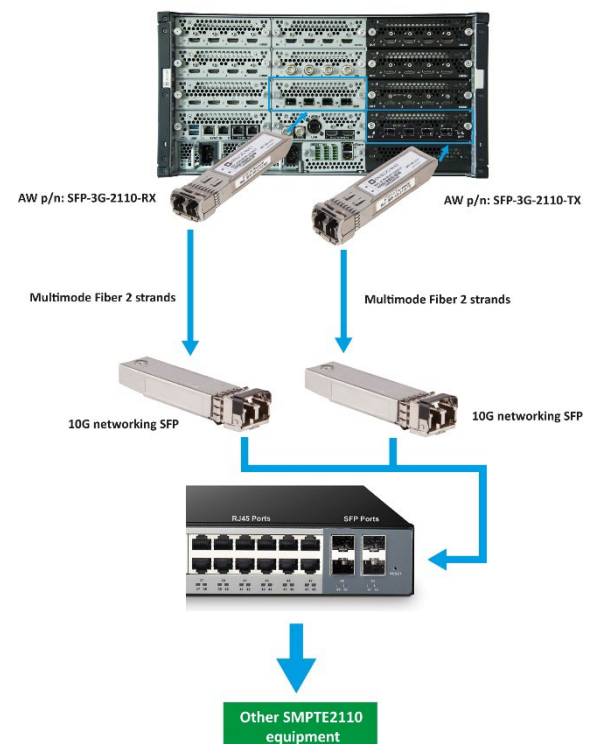 AW p/n: SFP-3G-2110-RX
AW p/n: SFP-3G-2110-TX
Multimode Fiber 2 strands
Multimode Fiber 2 strands
10G networking SFP
10G networking SFP
RJ45 Ports
SFP Ports
RESET
Other SMPTE2110
equipment